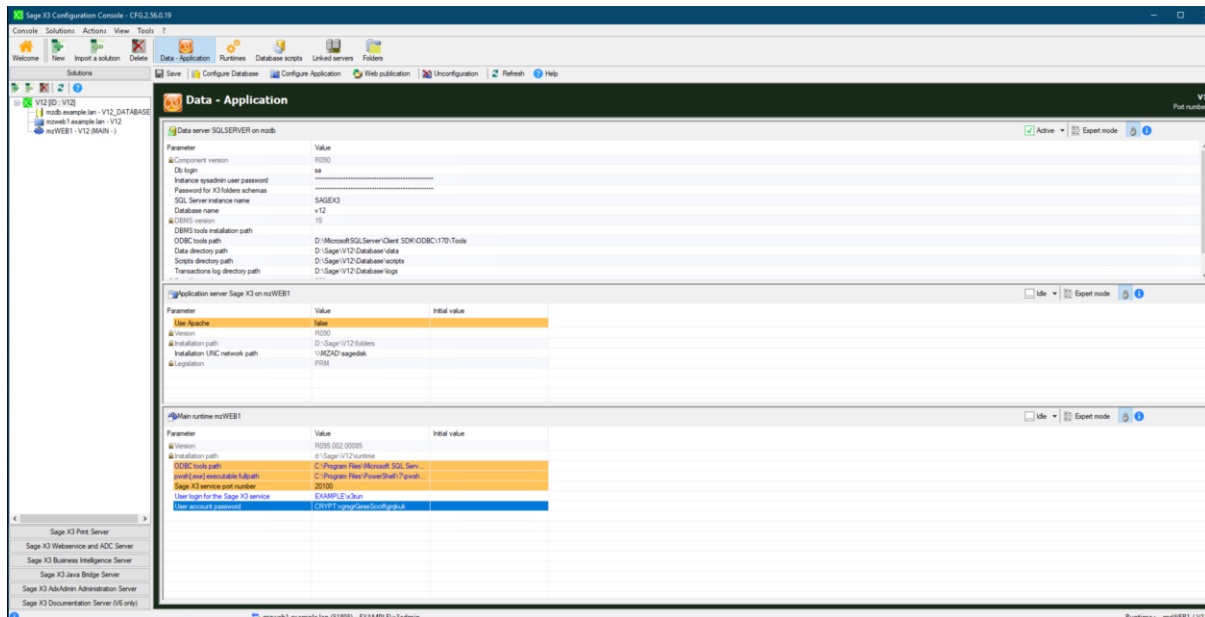 Sage X3 Configuration Console - CFG.2.56.0.19
Console Solutions Actions View Tools ?
Welcome New Import a solution Delete Data - Application Runtimes Database scripts Linked servers Folders
Solutions
Save Configure Database Configure Application Web publication Unconfiguration Refresh Help
V12 [ID : V12]
mzdb.example.lan - V12_DATABASE
mzweb1.example.lan - V12
mzWEB1 - V12 (MAIN - )
Data - Application
Port number
Data server SQLSERVER on mzdb
Active Expert mode
Parameter Value
Component version R090
Db login sa
Instance sysadmin user password
Password for X3 folders schemas
SQL Server instance name SAGEX3
Database name v12
DBMS version 15
DBMS tools installation path
ODBC tools path D:\MicrosoftSQLServer\Client SDK\ODBC\170\Tools
Data directory path D:\Sage\V12\Database\data
Scripts directory path D:\Sage\V12\Database\scripts
Transactions log directory path D:\Sage\V12\Database\logs
Application server Sage X3 on mzWEB1
Idle Expert mode
Parameter Value Initial value
Use Apache false
Version R090
Installation path D:\Sage\V12\folders
Installation UNC network path \\MZAD\sagedisk
Legislation PRM
Main runtime mzWEB1
Idle Expert mode
Parameter Value Initial value
Version R095.002.00085
Installation path d:\Sage\V12\runtime
ODBC tools path C:\Program Files\Microsoft SQL Serv...
pwsh[.exe] executable fullpath C:\Program Files\PowerShell\7\pwsh...
Sage X3 service port number 20100
User login for the Sage X3 service EXAMPLE\x3run
User account password
Sage X3 Print Server
Sage X3 Webservice and ADC Server
Sage X3 Business Intelligence Server
Sage X3 Java Bridge Server
Sage X3 AdxAdmin Administration Server
Sage X3 Documentation Server (V6 only)